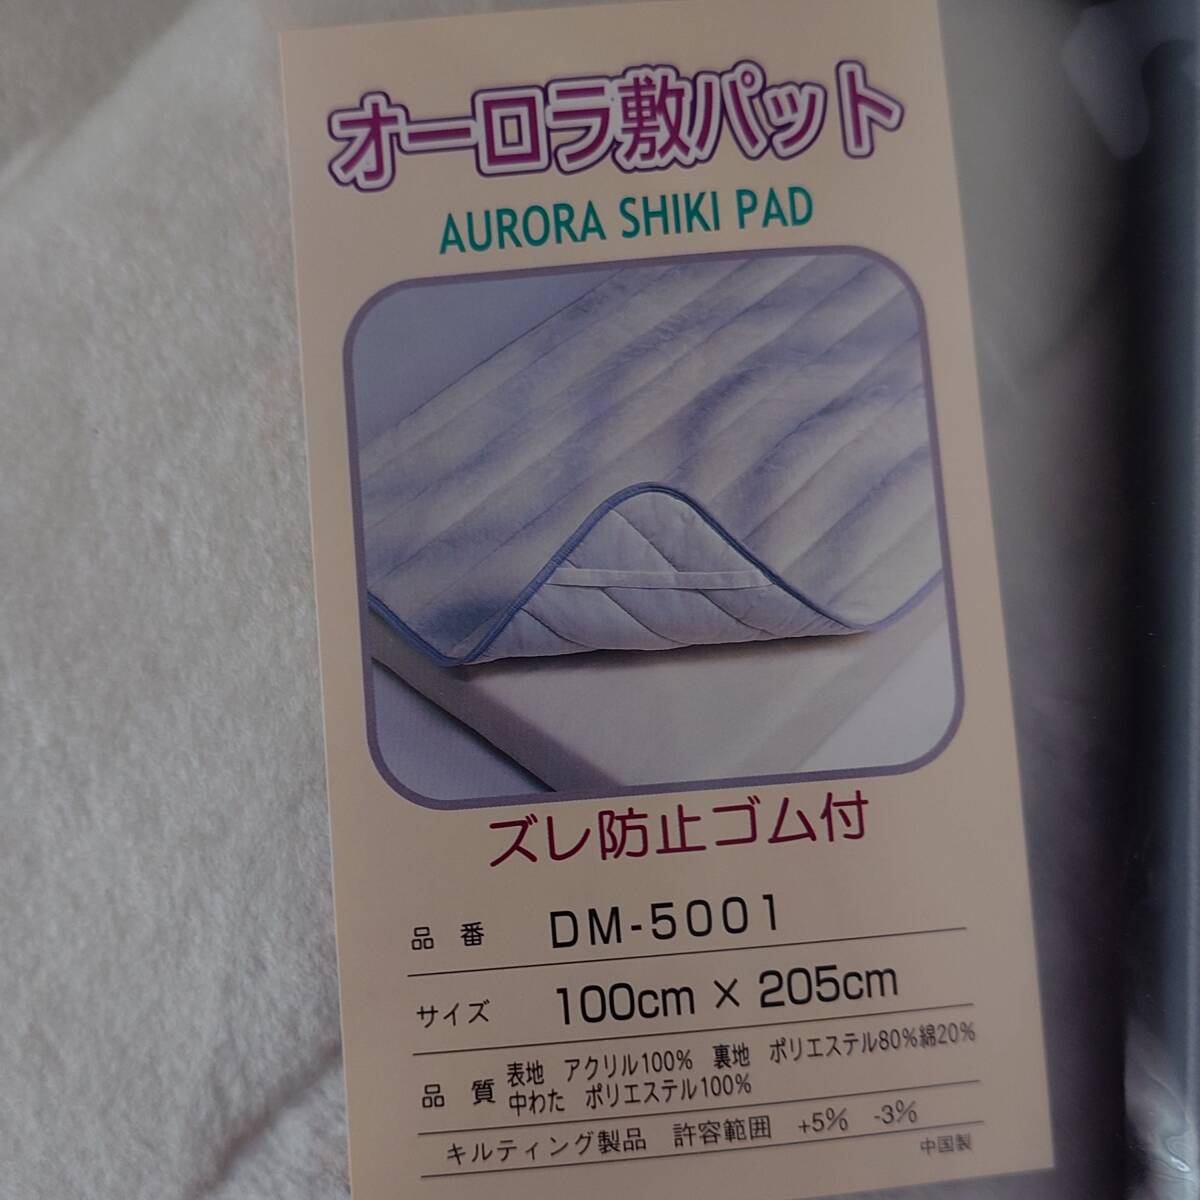 オーロラ敷パット
AURORA SHIKI PAD
ズレ防止ゴム付
品番 DM-5001
サイズ 100cm × 205cm
品質 表地 アクリル100% 裏地 ポリエステル80%綿20%
中わた ポリエステル100%
キルティング製品 許容範囲 +5% -3%
中国製